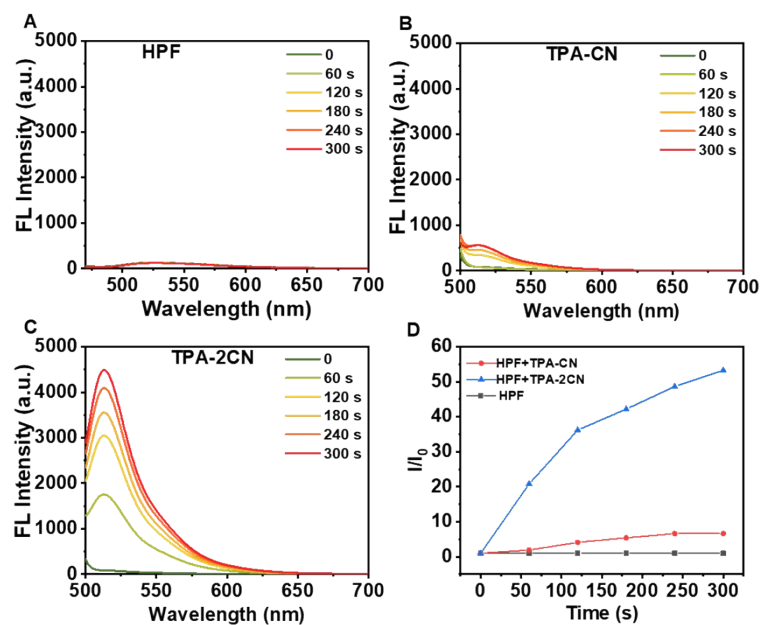 A
HPF
5000
4000
3000
2000
1000
0
FL Intensity (a.u.)
0
60 s
120 s
180 s
240 s
300 s
500 550 600 650 700
Wavelength (nm)
B
TPA-CN
5000
4000
3000
2000
1000
0
FL Intensity (a.u.)
0
60 s
120 s
180 s
240 s
300 s
500 550 600 650 700
Wavelength (nm)
C
TPA-2CN
5000
4000
3000
2000
1000
0
FL Intensity (a.u.)
0
60 s
120 s
180 s
240 s
300 s
500 550 600 650 700
Wavelength (nm)
D
60
50
40
30
20
10
0
I/I0
HPF+TPA-CN
HPF+TPA-2CN
HPF
0 50 100 150 200 250 300
Time (s)